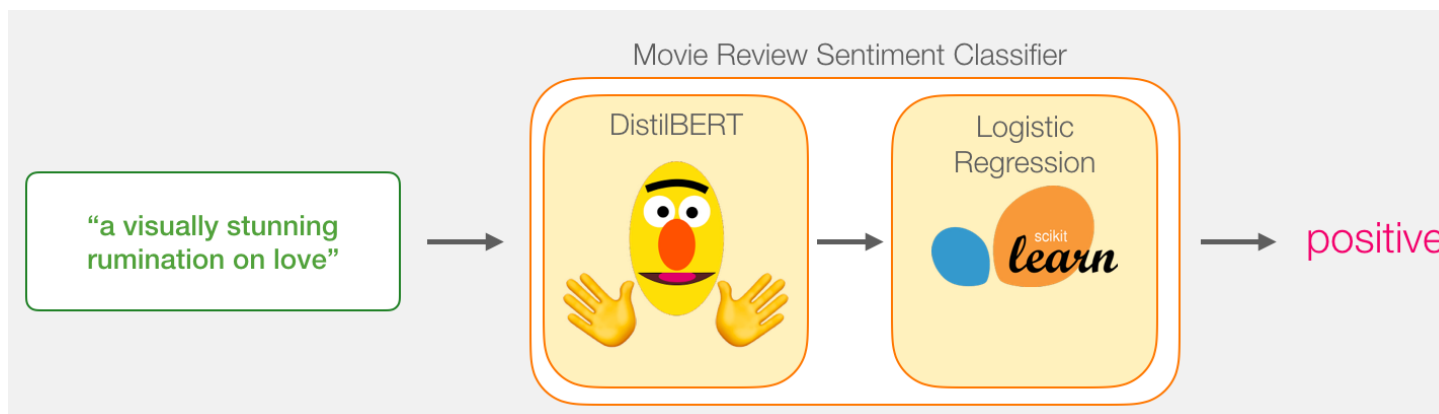 Movie Review Sentiment Classifier
DistilBERT
Logistic
Regression
“a visually stunning
rumination on love”
scikit
learn
positive